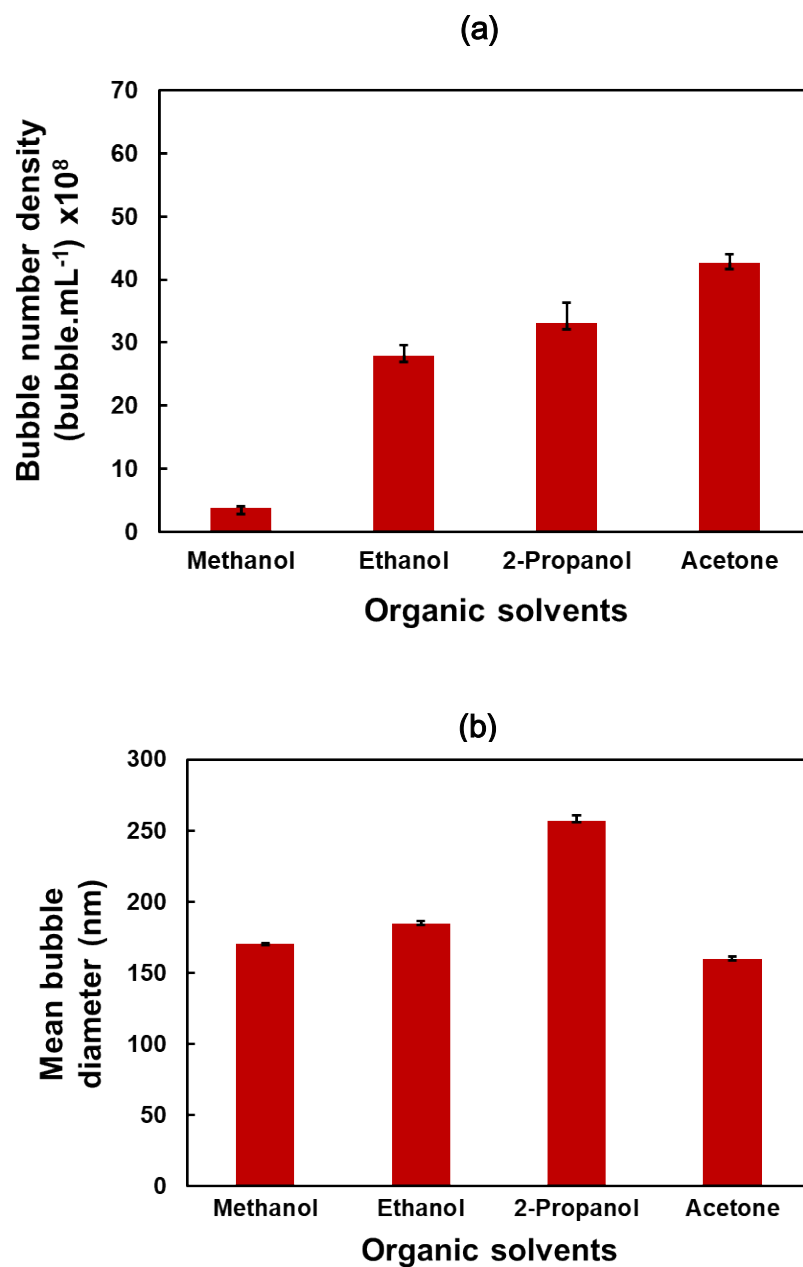 (a)
Bubble number density
(bubble.mL⁻¹) x10⁸
70
60
50
40
30
20
10
0
Methanol Ethanol 2-Propanol Acetone
Organic solvents
(b)
Mean bubble
diameter (nm)
300
250
200
150
100
50
0
Methanol Ethanol 2-Propanol Acetone
Organic solvents